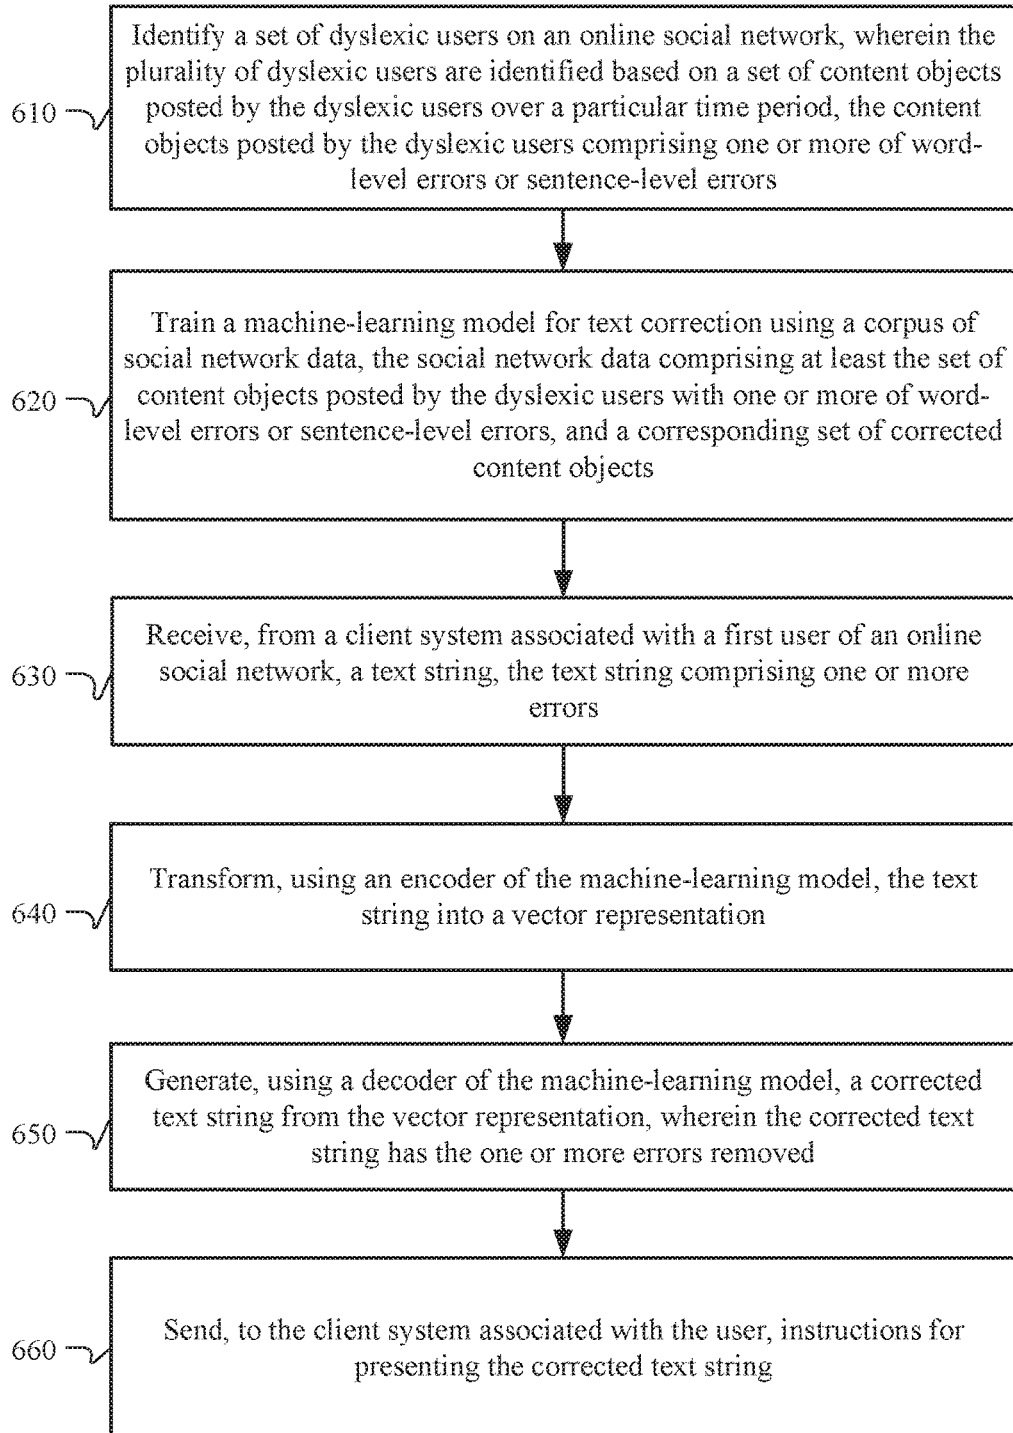 Identify a set of dyslexic users on an online social network, wherein the
plurality of dyslexic users are identified based on a set of content objects
610
posted by the dyslexic users over a particular time period, the content
objects posted by the dyslexic users comprising one or more of word-
level errors or sentence-level errors
Train a machine-learning model for text correction using a corpus of
social network data, the social network data comprising at least the set of
620
content objects posted by the dyslexic users with one or more of word-
level errors or sentence-level errors, and a corresponding set of corrected
content objects
Receive, from a client system associated with a first user of an online
630
social network, a text string, the text string comprising one or more
errors
Transform, using an encoder of the machine-learning model, the text
640
string into a vector representation
Generate, using a decoder of the machine-learning model, a corrected
650
text string from the vector representation, wherein the corrected text
string has the one or more errors removed
Send, to the client system associated with the user, instructions for
660
presenting the corrected text string